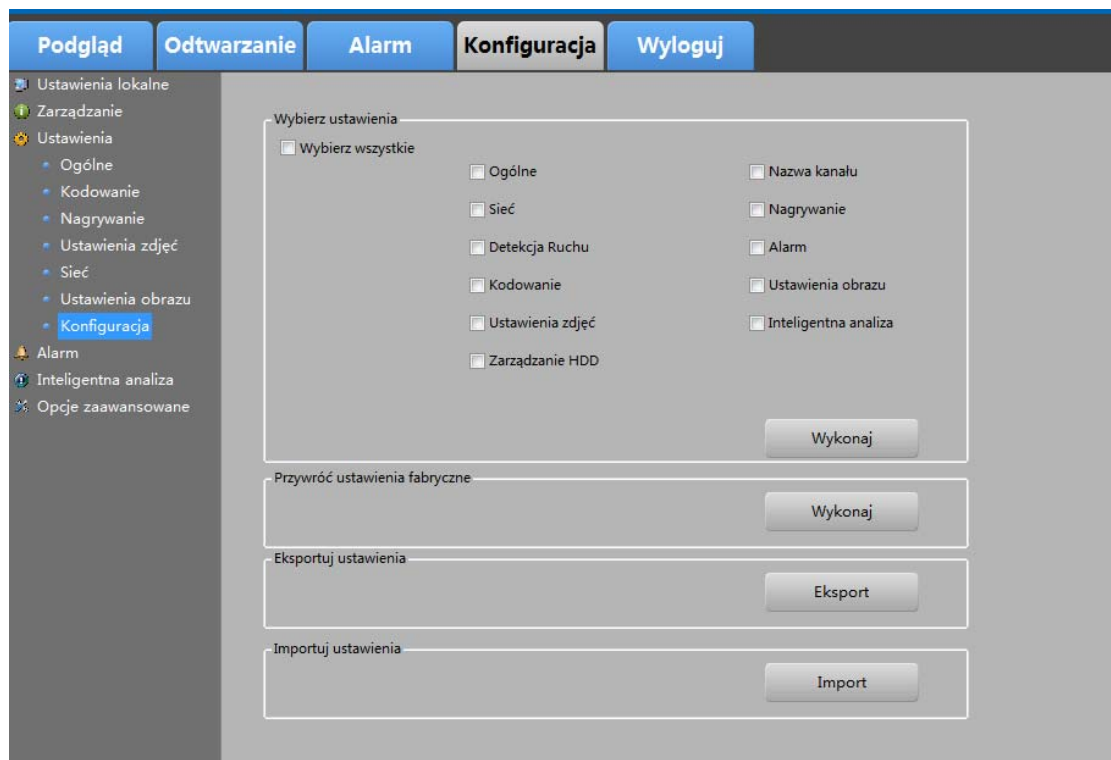 Podgląd Odtwarzanie Alarm Konfiguracja Wyloguj
Ustawienia lokalne
Zarządzanie
Ustawienia
Ogólne
Kodowanie
Nagrywanie
Ustawienia zdjęć
Sieć
Ustawienia obrazu
Konfiguracja
Alarm
Inteligentna analiza
Opcje zaawansowane
Wybierz ustawienia
Wybierz wszystkie
Ogólne Nazwa kanału
Sieć Nagrywanie
Detekcja Ruchu Alarm
Kodowanie Ustawienia obrazu
Ustawienia zdjęć Inteligentna analiza
Zarządzanie HDD
Wykonaj
Przywróć ustawienia fabryczne
Wykonaj
Eksportuj ustawienia
Eksport
Importuj ustawienia
Import